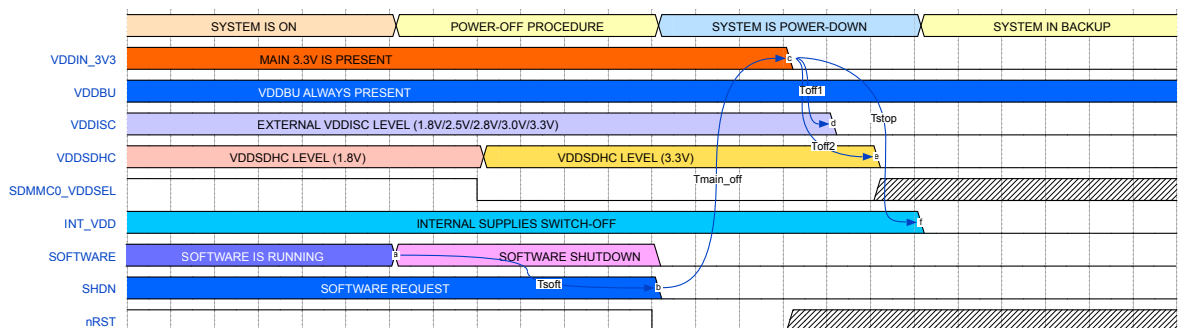 SYSTEM IS ON POWER-OFF PROCEDURE SYSTEM IS POWER-DOWN SYSTEM IN BACKUP
VDDIN_3V3 MAIN 3.3V IS PRESENT c
VDDBU VDDBU ALWAYS PRESENT Toff1
VDDISC EXTERNAL VDDISC LEVEL (1.8V/2.5V/2.8V/3.0V/3.3V) d Tstop
Toff2
VDDSDHC VDDSDHC LEVEL (1.8V) VDDSDHC LEVEL (3.3V) e
Tmain_off
SDMMC0_VDDSEL
INT_VDD INTERNAL SUPPLIES SWITCH-OFF f
SOFTWARE SOFTWARE IS RUNNING a SOFTWARE SHUTDOWN
Tsoft
SHDN SOFTWARE REQUEST b
nRST